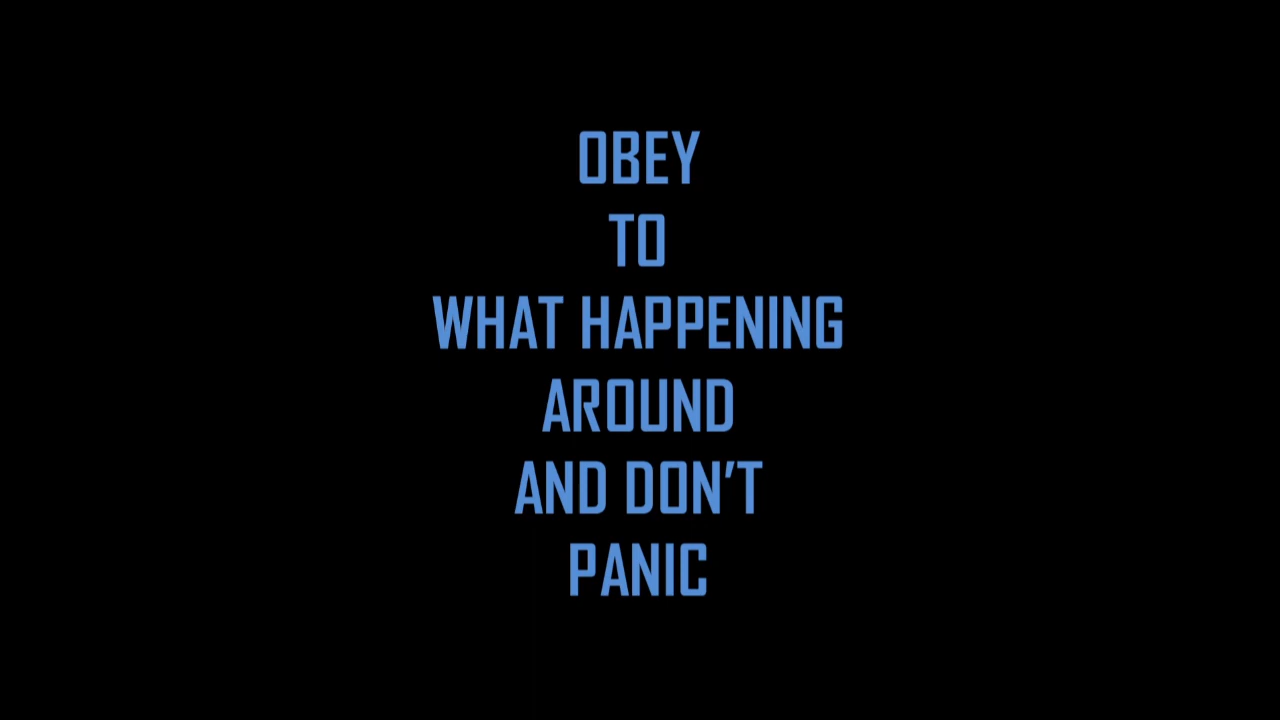 OBEY
TO
WHAT HAPPENING
AROUND
AND DON’T
PANIC